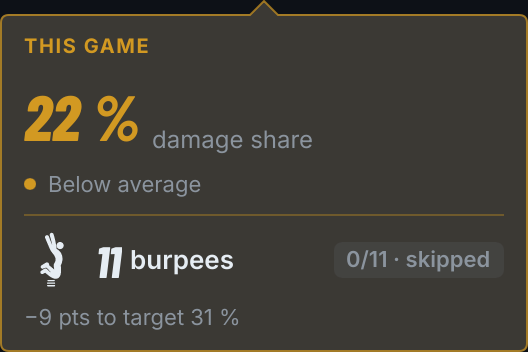 THIS GAME
22 % damage share
Below average
11 burpees 0/11 · skipped
−9 pts to target 31 %